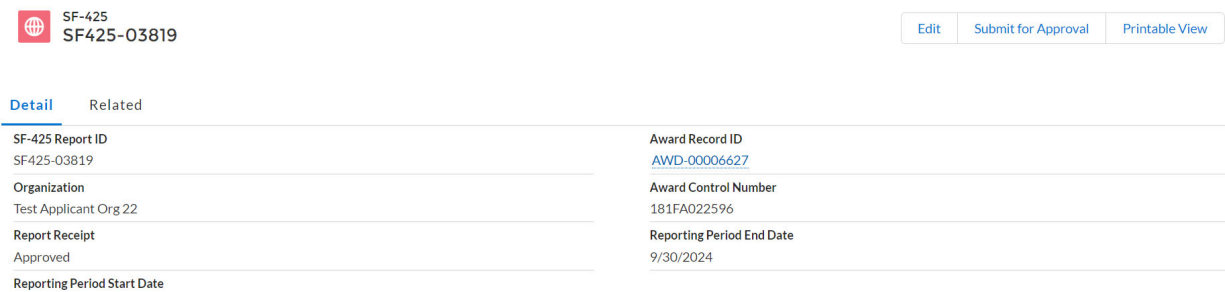 SF-425
SF425-03819
Edit Submit for Approval Printable View
Detail Related
SF-425 Report ID
SF425-03819
Award Record ID
AWD-00006627
Organization
Test Applicant Org 22
Award Control Number
181FA022596
Report Receipt
Approved
Reporting Period End Date
9/30/2024
Reporting Period Start Date